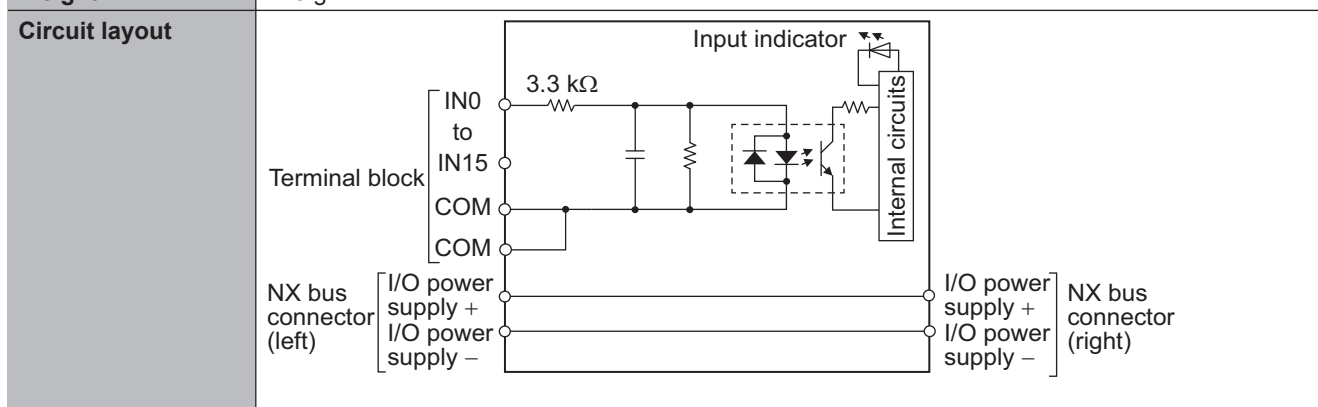 Circuit layout
Input indicator
3.3 kΩ
IN0
to
IN15
Terminal block
COM
COM
Internal circuits
NX bus
connector
(left)
I/O power
supply +
I/O power
supply −
I/O power
supply +
I/O power
supply −
NX bus
connector
(right)